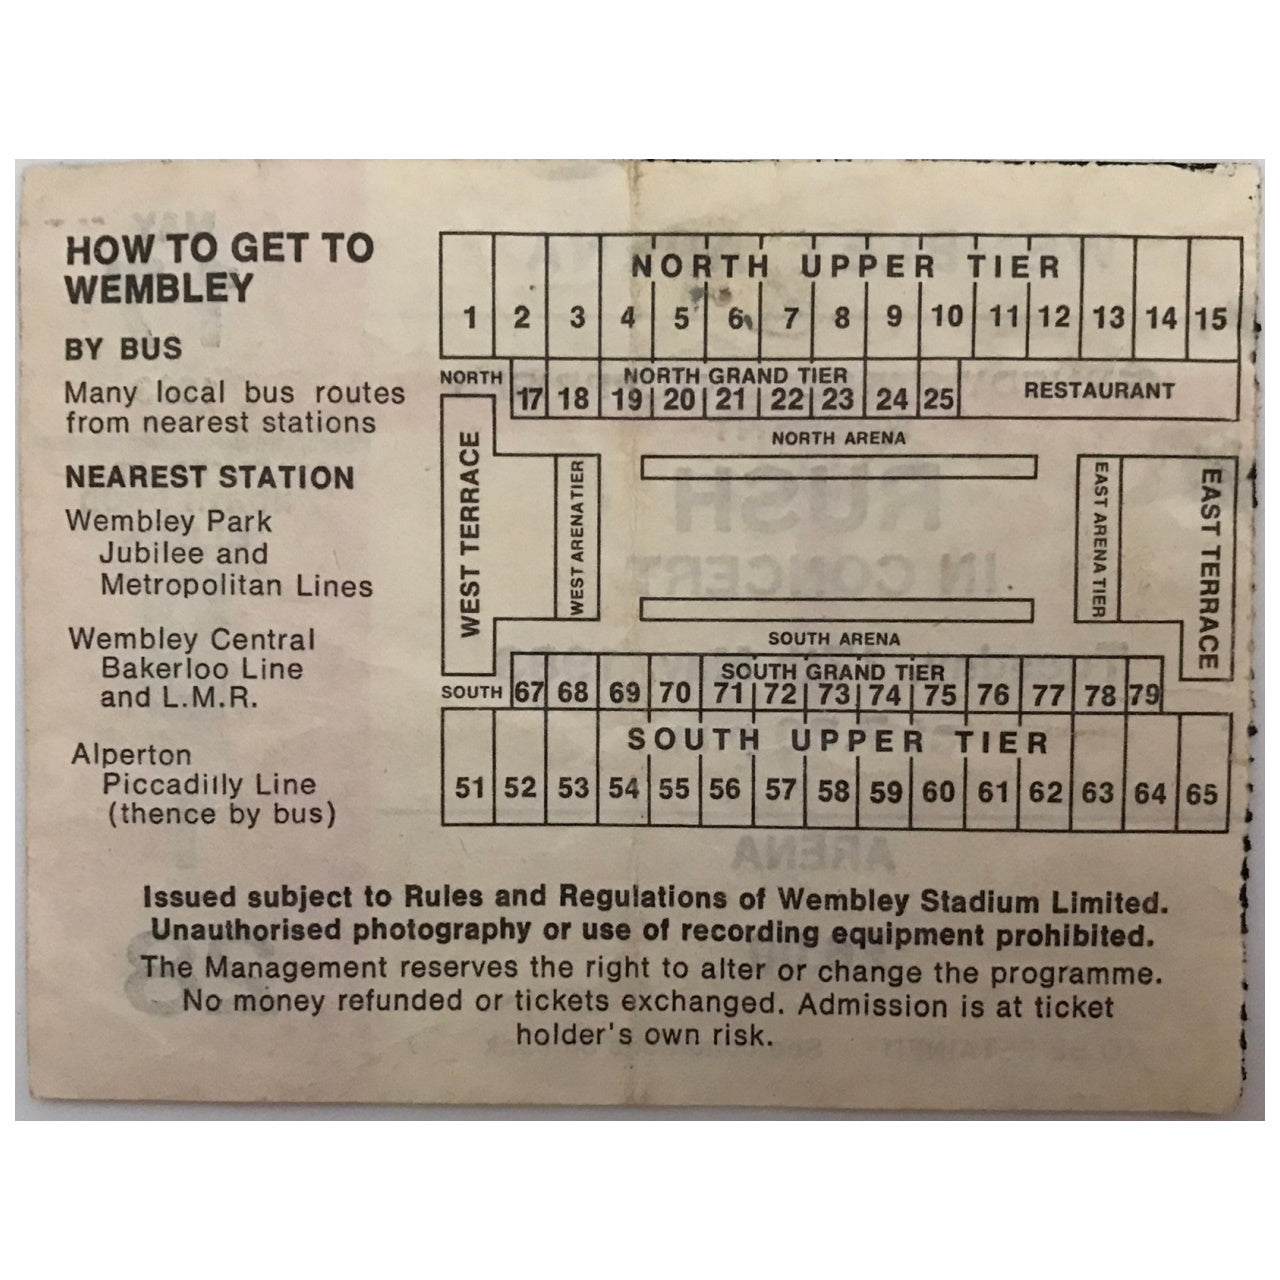 HOW TO GET TO
WEMBLEY
BY BUS
Many local bus routes
from nearest stations
NEAREST STATION
Wembley Park
Jubilee and
Metropolitan Lines
Wembley Central
Bakerloo Line
and L.M.R.
Alperton
Piccadilly Line
(thence by bus)
NORTH UPPER TIER
1 2 3 4 5 6 7 8 9 10 11 12 13 14 15
NORTH
NORTH GRAND TIER
17 18 19 20 21 22 23 24 25
RESTAURANT
NORTH ARENA
WEST TERRACE
WEST ARENA TIER
EAST ARENA TIER
EAST TERRACE
SOUTH ARENA
SOUTH GRAND TIER
SOUTH
67 68 69 70 71 72 73 74 75 76 77 78 79
SOUTH UPPER TIER
51 52 53 54 55 56 57 58 59 60 61 62 63 64 65
RUSH
IN CONCERT
ARENA
Issued subject to Rules and Regulations of Wembley Stadium Limited.
Unauthorised photography or use of recording equipment prohibited.
The Management reserves the right to alter or change the programme.
No money refunded or tickets exchanged. Admission is at ticket
holder's own risk.